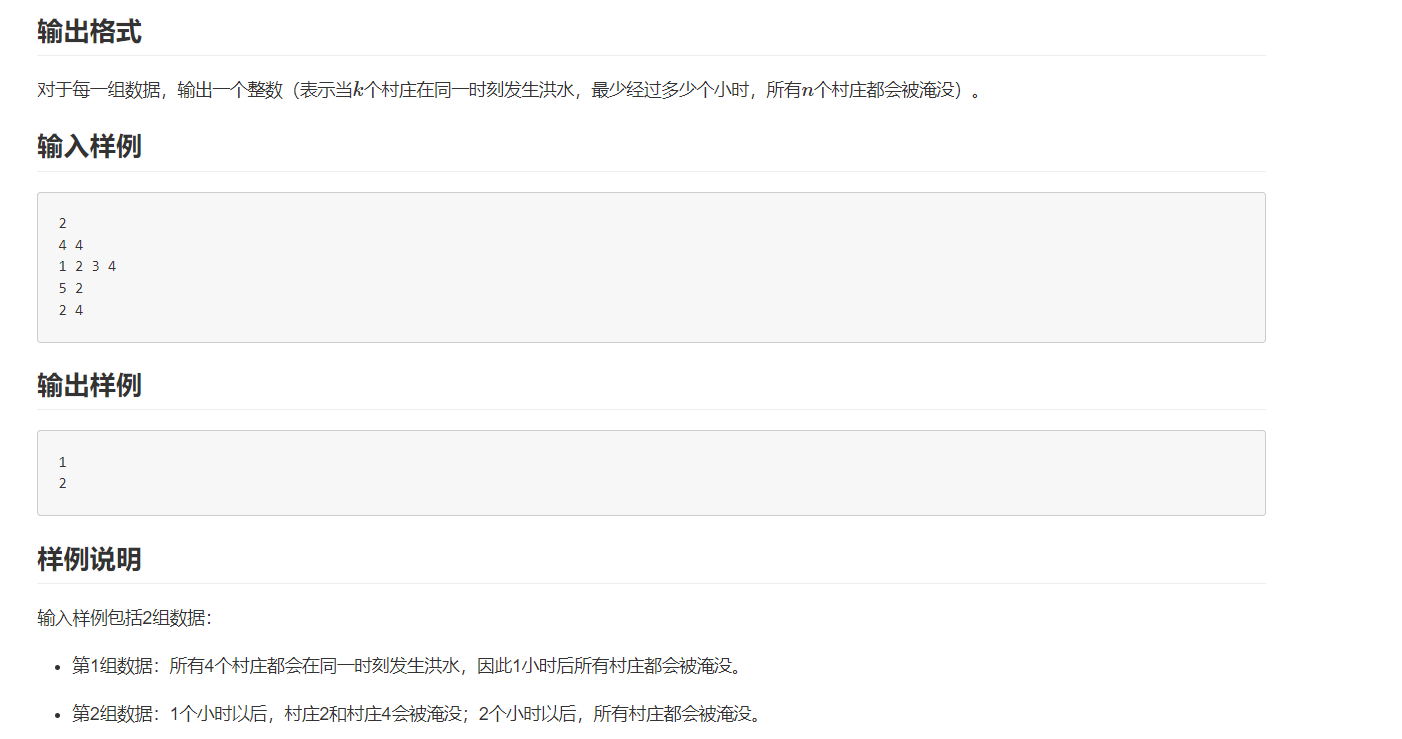 输出格式
对于每一组数据，输出一个整数（表示当k个村庄在同一时刻发生洪水，最少经过多少个小时，所有n个村庄都会被淹没）。
输入样例
2
4 4
1 2 3 4
5 2
2 4
输出样例
1
2
样例说明
输入样例包括2组数据：
• 第1组数据：所有4个村庄都会在同一时刻发生洪水，因此1小时后所有村庄都会被淹没。
• 第2组数据：1个小时以后，村庄2和村庄4会被淹没；2个小时以后，所有村庄都会被淹没。